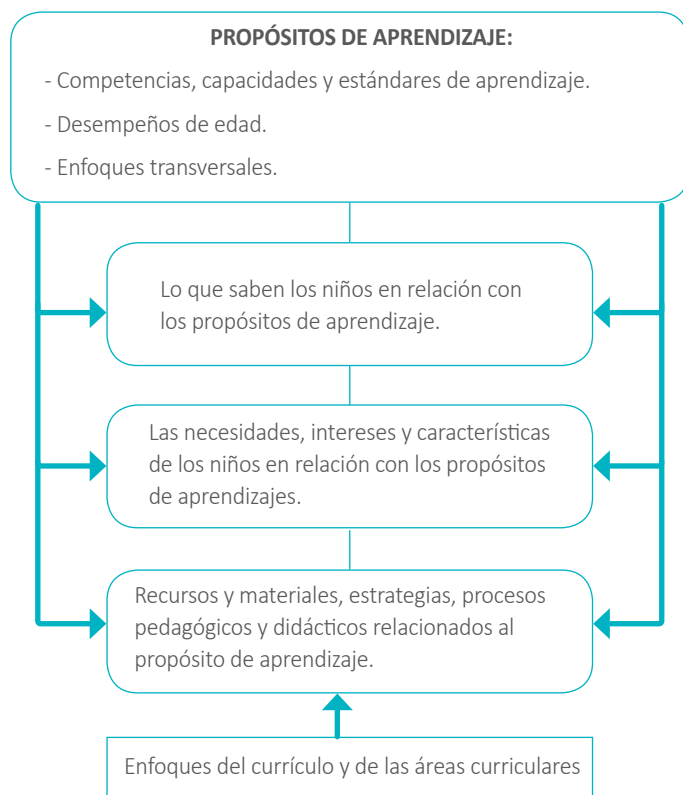 PROPÓSITOS DE APRENDIZAJE:
- Competencias, capacidades y estándares de aprendizaje.
- Desempeños de edad.
- Enfoques transversales.
Lo que saben los niños en relación con
los propósitos de aprendizaje.
Las necesidades, intereses y características
de los niños en relación con los propósitos
de aprendizajes.
Recursos y materiales, estrategias, procesos
pedagógicos y didácticos relacionados al
propósito de aprendizaje.
Enfoques del currículo y de las áreas curriculares